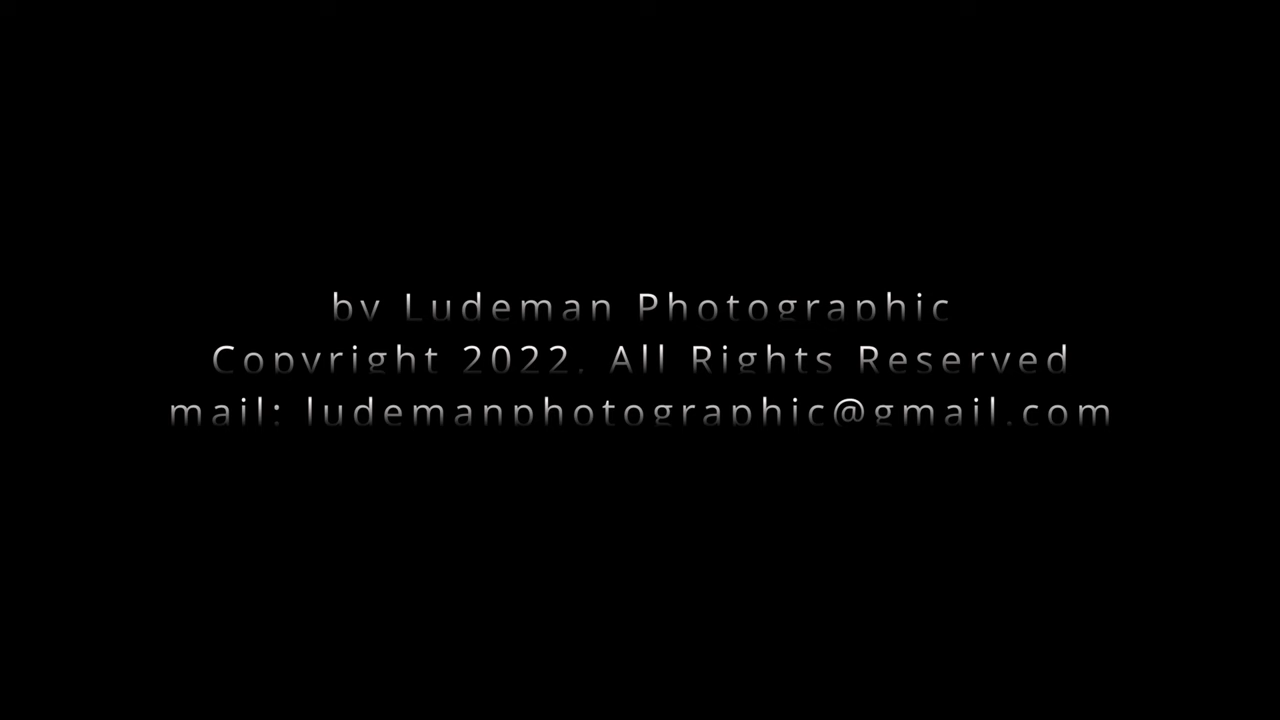 by Ludeman Photographic
Copyright 2022. All Rights Reserved
mail: ludemanphotographic@gmail.com